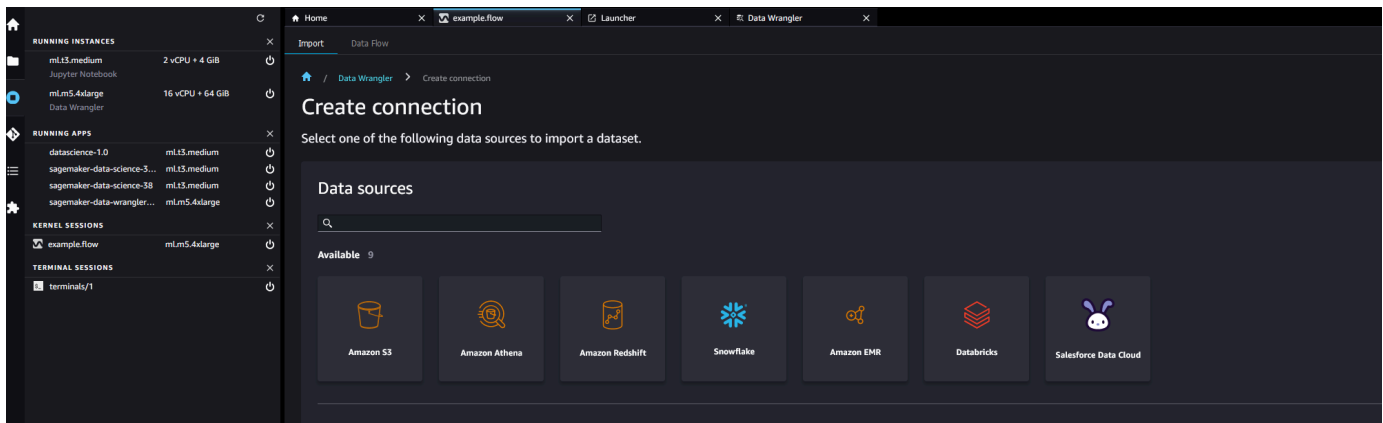 Home
example.flow
Launcher
Data Wrangler
RUNNING INSTANCES
ml.t3.medium 2 vCPU + 4 GiB
Jupyter Notebook
ml.m5.4xlarge 16 vCPU + 64 GiB
Data Wrangler
RUNNING APPS
datascience-1.0 ml.t3.medium
sagemaker-data-science-3... ml.t3.medium
sagemaker-data-science-38 ml.t3.medium
sagemaker-data-wrangler... ml.m5.4xlarge
KERNEL SESSIONS
example.flow ml.m5.4xlarge
TERMINAL SESSIONS
terminals/1
Import Data Flow
/ Data Wrangler > Create connection
Create connection
Select one of the following data sources to import a dataset.
Data sources
Available 9
Amazon S3
Amazon Athena
Amazon Redshift
Snowflake
Amazon EMR
Databricks
Salesforce Data Cloud